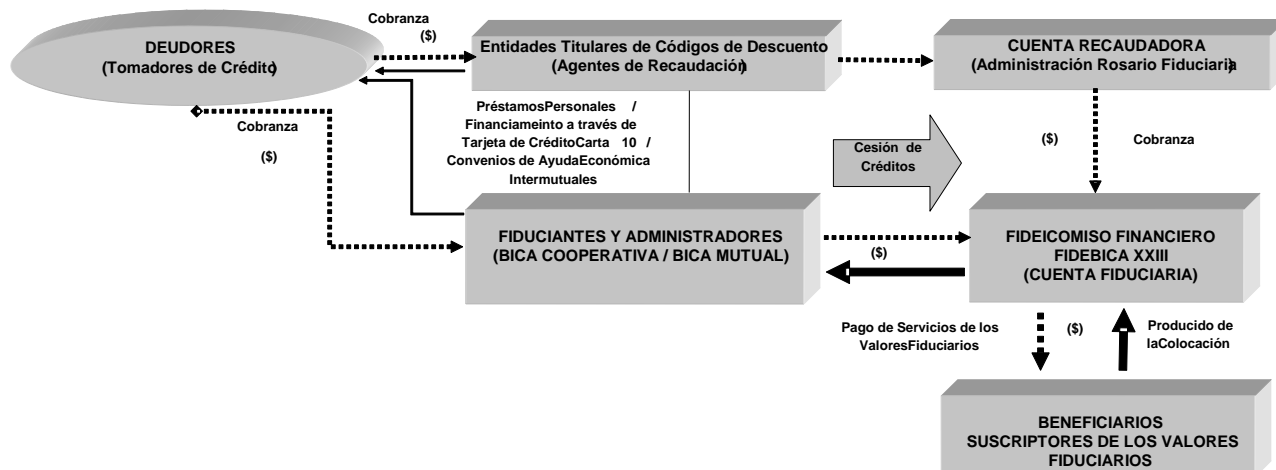 Cobranza
($)
DEUDORES
(Tomadores de Crédito)
Entidades Titulares de Códigos de Descuento
(Agentes de Recaudación)
CUENTA RECAUDADORA
(Administración Rosario Fiduciaria)
Cobranza
($)
PréstamosPersonales /
Financiameinto a través de
Tarjeta de CréditoCarta 10 /
Convenios de AyudaEconómica
Intermutuales
Cesión de
Créditos
($)
Cobranza
FIDUCIANTES Y ADMINISTRADORES
(BICA COOPERATIVA / BICA MUTUAL)
($)
FIDEICOMISO FINANCIERO
FIDEBICA XXIII
(CUENTA FIDUCIARIA)
Pago de Servicios de los
ValoresFiduciarios
($)
Producido de
laColocación
BENEFICIARIOS
SUSCRIPTORES DE LOS VALORES
FIDUCIARIOS